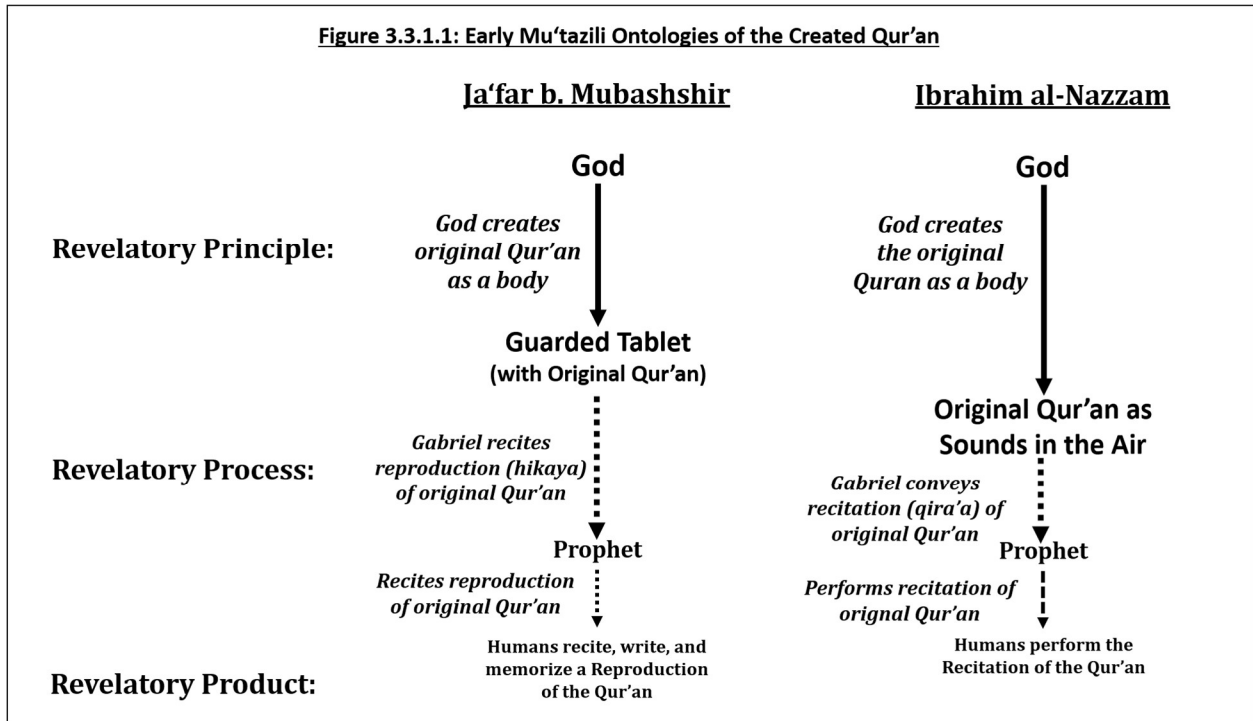 Figure 3.3.1.1: Early Mu‘tazili Ontologies of the Created Qur’an
Ja‘far b. Mubashshir
Ibrahim al-Nazzam
God
God
Revelatory Principle:
God creates
original Qur’an
as a body
God creates
the original
Quran as a body
Guarded Tablet
(with Original Qur’an)
Original Qur’an as
Sounds in the Air
Revelatory Process:
Gabriel recites
reproduction (hikaya)
of original Qur’an
Gabriel conveys
recitation (qira’a) of
original Qur’an
Prophet
Prophet
Recites reproduction
of original Qur’an
Performs recitation of
orignal Qur’an
Revelatory Product:
Humans recite, write, and
memorize a Reproduction
of the Qur’an
Humans perform the
Recitation of the Qur’an